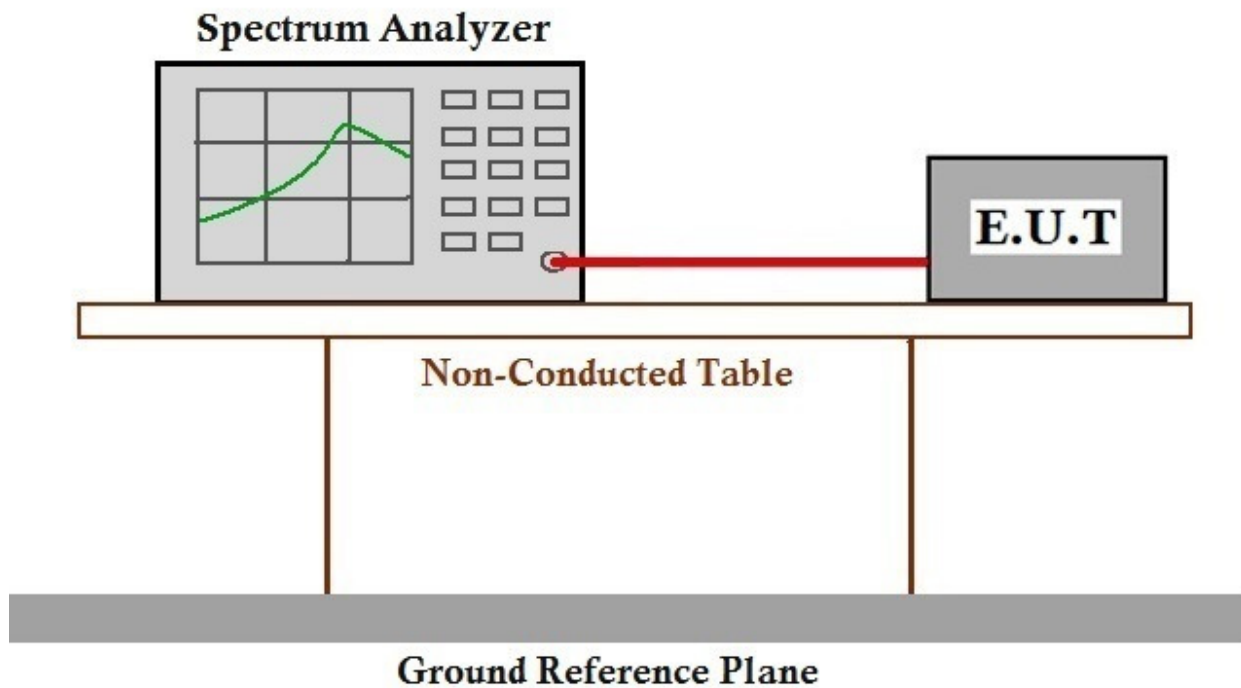 Spectrum Analyzer
E.U.T
Non-Conducted Table
Ground Reference Plane